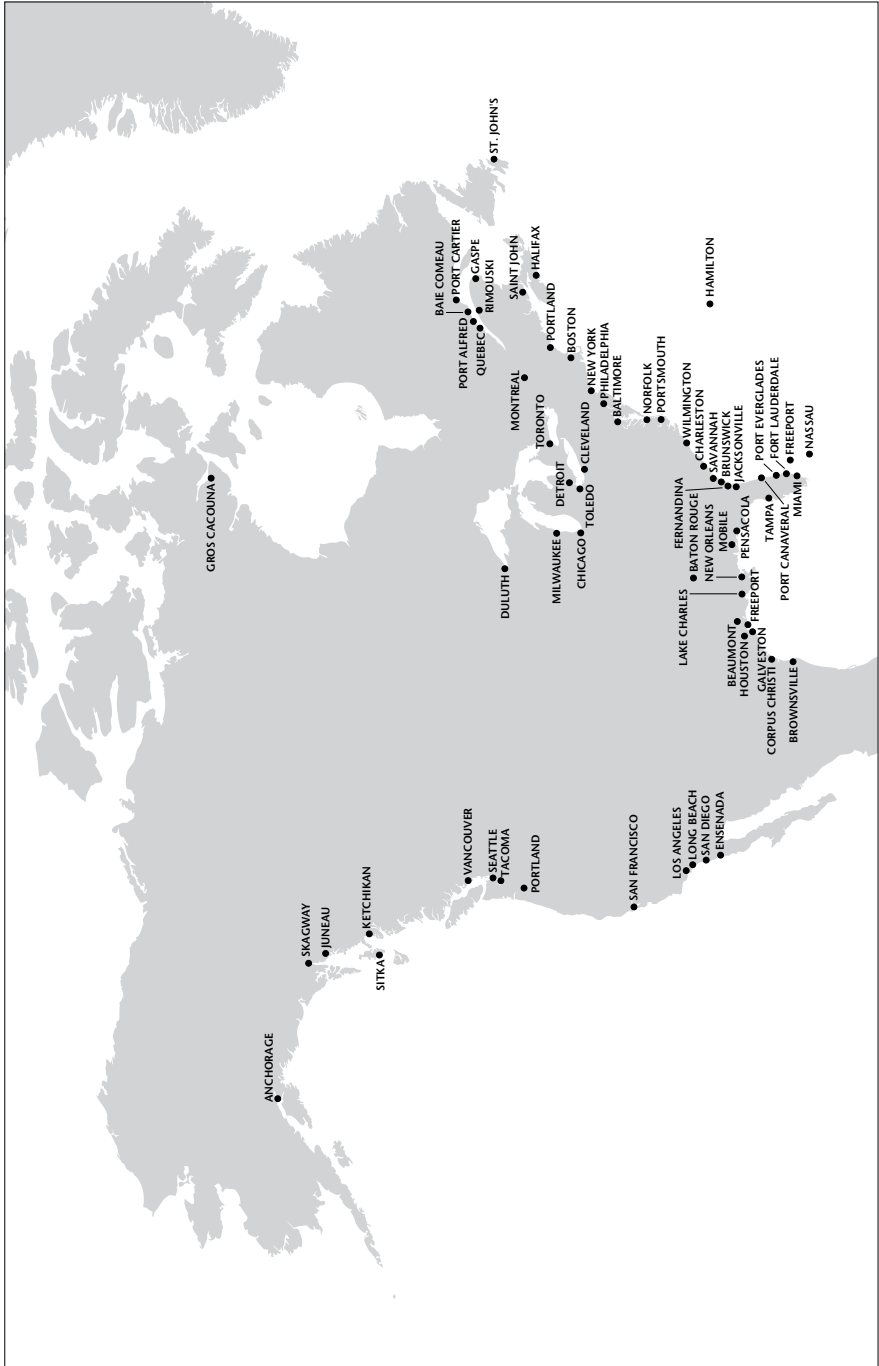 ANCHORAGE
SKAGWAY
JUNEAU
SITKA
KETCHIKAN
VANCOUVER
SEATTLE
TACOMA
PORTLAND
SAN FRANCISCO
LOS ANGELES
LONG BEACH
SAN DIEGO
ENSENADA
GROS CACOUNA
DULUTH
MILWAUKEE
CHICAGO
DETROIT
TOLEDO
CLEVELAND
TORONTO
MONTREAL
BAIE COMEAU
PORT CARTIER
PORT ALFRED
QUEBEC
GASPE
RIMOUSKI
ST. JOHN'S
SAINT JOHN
HALIFAX
PORTLAND
BOSTON
NEW YORK
PHILADELPHIA
BALTIMORE
NORFOLK
PORTSMOUTH
WILMINGTON
CHARLESTON
SAVANNAH
BRUNSWICK
JACKSONVILLE
FERNANDINA
BATON ROUGE
NEW ORLEANS
MOBILE
PENSACOLA
LAKE CHARLES
BEAUMONT
HOUSTON
FREEPORT
GALVESTON
CORPUS CHRISTI
BROWNSVILLE
TAMPA
PORT CANAVERAL
PORT EVERGLADES
FORT LAUDERDALE
FREEPORT
MIAMI
NASSAU
HAMILTON